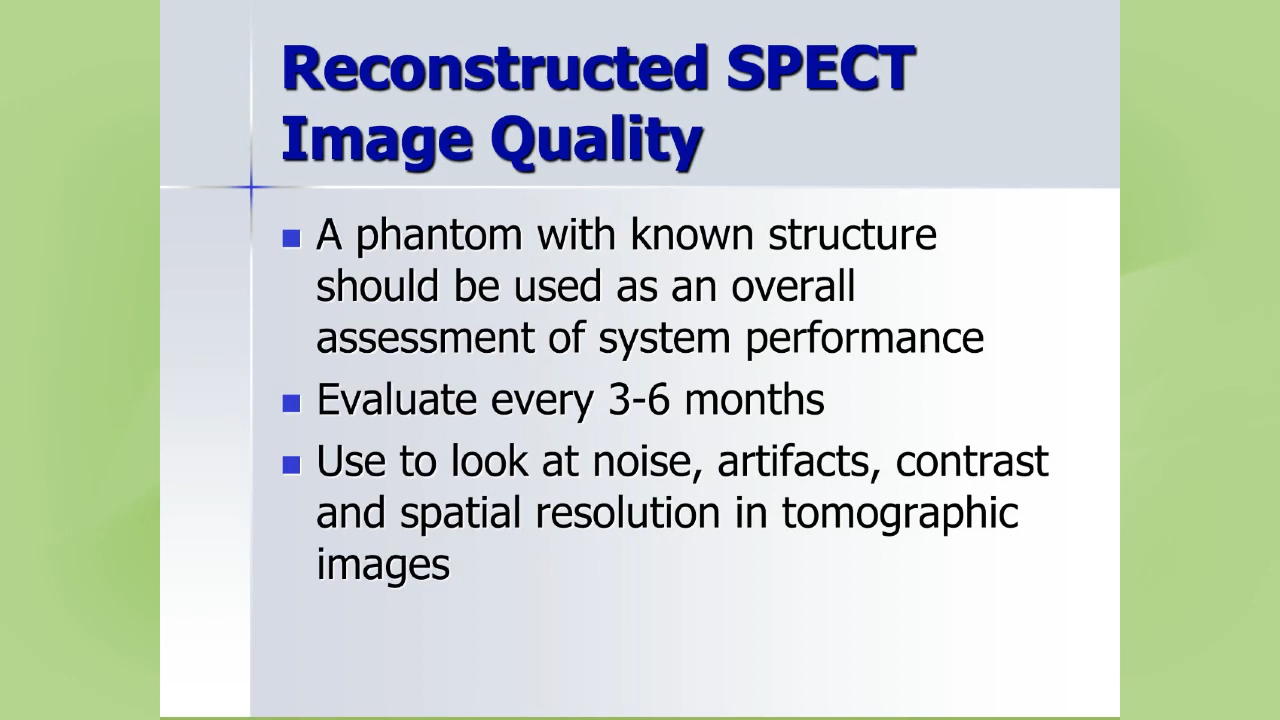 Reconstructed SPECT
Image Quality
A phantom with known structure
should be used as an overall
assessment of system performance
Evaluate every 3-6 months
Use to look at noise, artifacts, contrast
and spatial resolution in tomographic
images